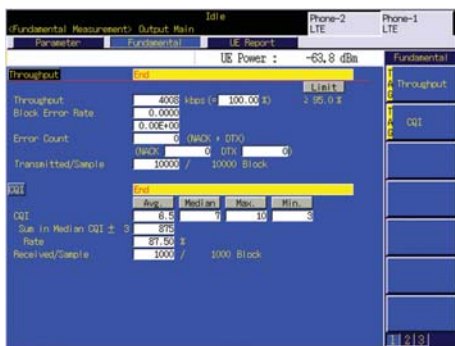 Idle
<Fundamental Measurement> Output Main
Phone-2
LTE
Phone-1
LTE
Parameter
Fundamental
UE Report
UE Power : -63.8 dBm
Fundamental
Throughput
End
Limit
Throughput 4008 kbps (= 100.00 %) ≥ 95.0 %
Block Error Rate 0.0000
0.00E+00
Error Count 0 (NACK + DTX)
(NACK 0 DTX 0)
Transmitted/Sample 10000 / 10000 Block
CQI
End
Avg. Median Max. Min.
CQI 6.5 7 10 3
Sum in Median CQI ± 3 875
Rate 87.50 %
Received/Sample 1000 / 1000 Block
TAG
Throughput
TAG
CQI
1 2 3